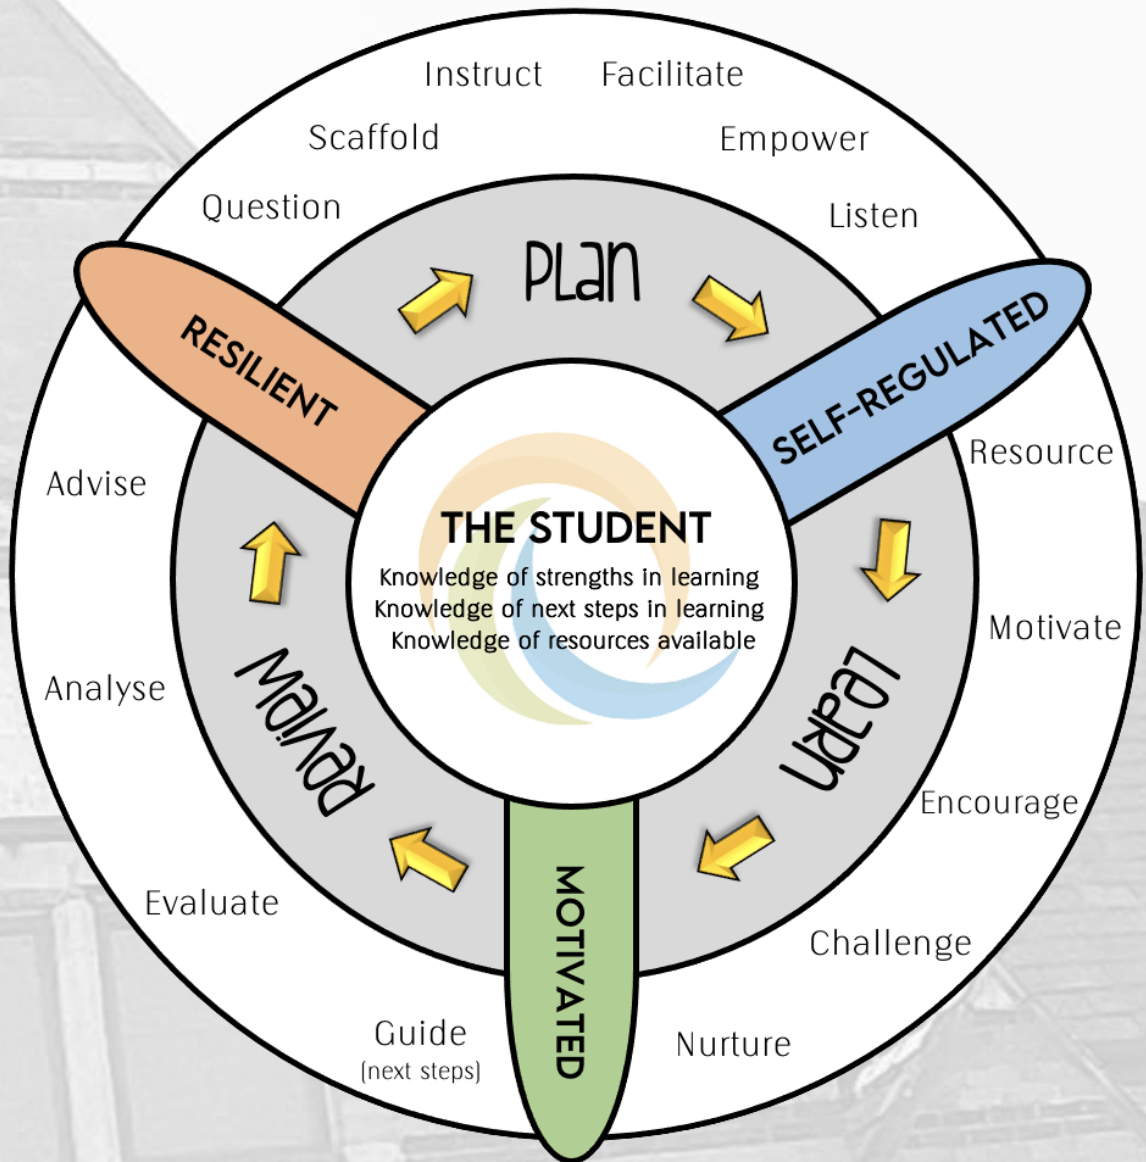 Instruct Facilitate
Scaffold Empower
Question Listen
PLan
RESILIENT
SELF-REGULATED
Advise
Resource
THE STUDENT
Knowledge of strengths in learning
Knowledge of next steps in learning
Knowledge of resources available
Motivate
Analyse
Review
Learn
Encourage
Evaluate
Challenge
MOTIVATED
Guide
(next steps)
Nurture